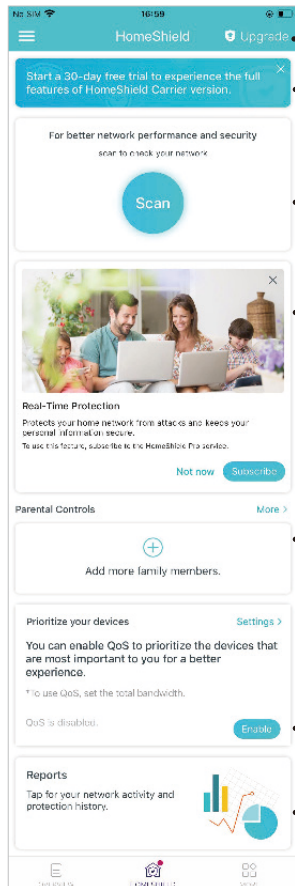 No SIM 16:59
HomeShield Upgrade
Start a 30-day free trial to experience the full
features of HomeShield Carrier version.
For better network performance and security
scan to check your network
Scan
Real-Time Protection
Protects your home network from attacks and keeps your
personal information secure.
To use this feature, subscribe to the HomeShield Pro service.
Not now Subscribe
Parental Controls More >
Add more family members.
Prioritize your devices Settings >
You can enable QoS to prioritize the devices that
are most important to you for a better
experience.
*To use QoS, set the total bandwidth.
QoS is disabled. Enable
Reports
Tap for your network activity and
protection history.